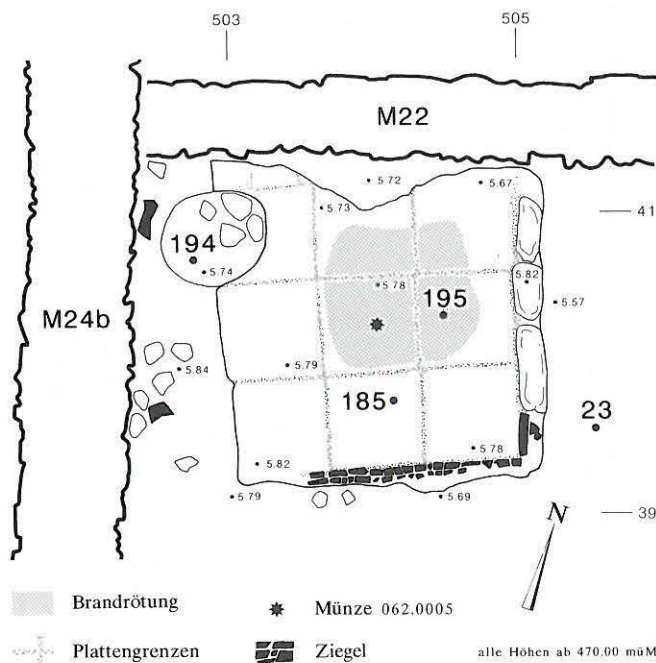 503 505
M22
5.72 5.67
5.73 41
194
5.74 5.82
5.78 195 5.57
M24b
5.79
5.84
185
23
5.78
5.82
5.79 5.69
39
N
Brandrötung Münze 062.0005
Plattengrenzen Ziegel alle Höhen ab 470.00 müM